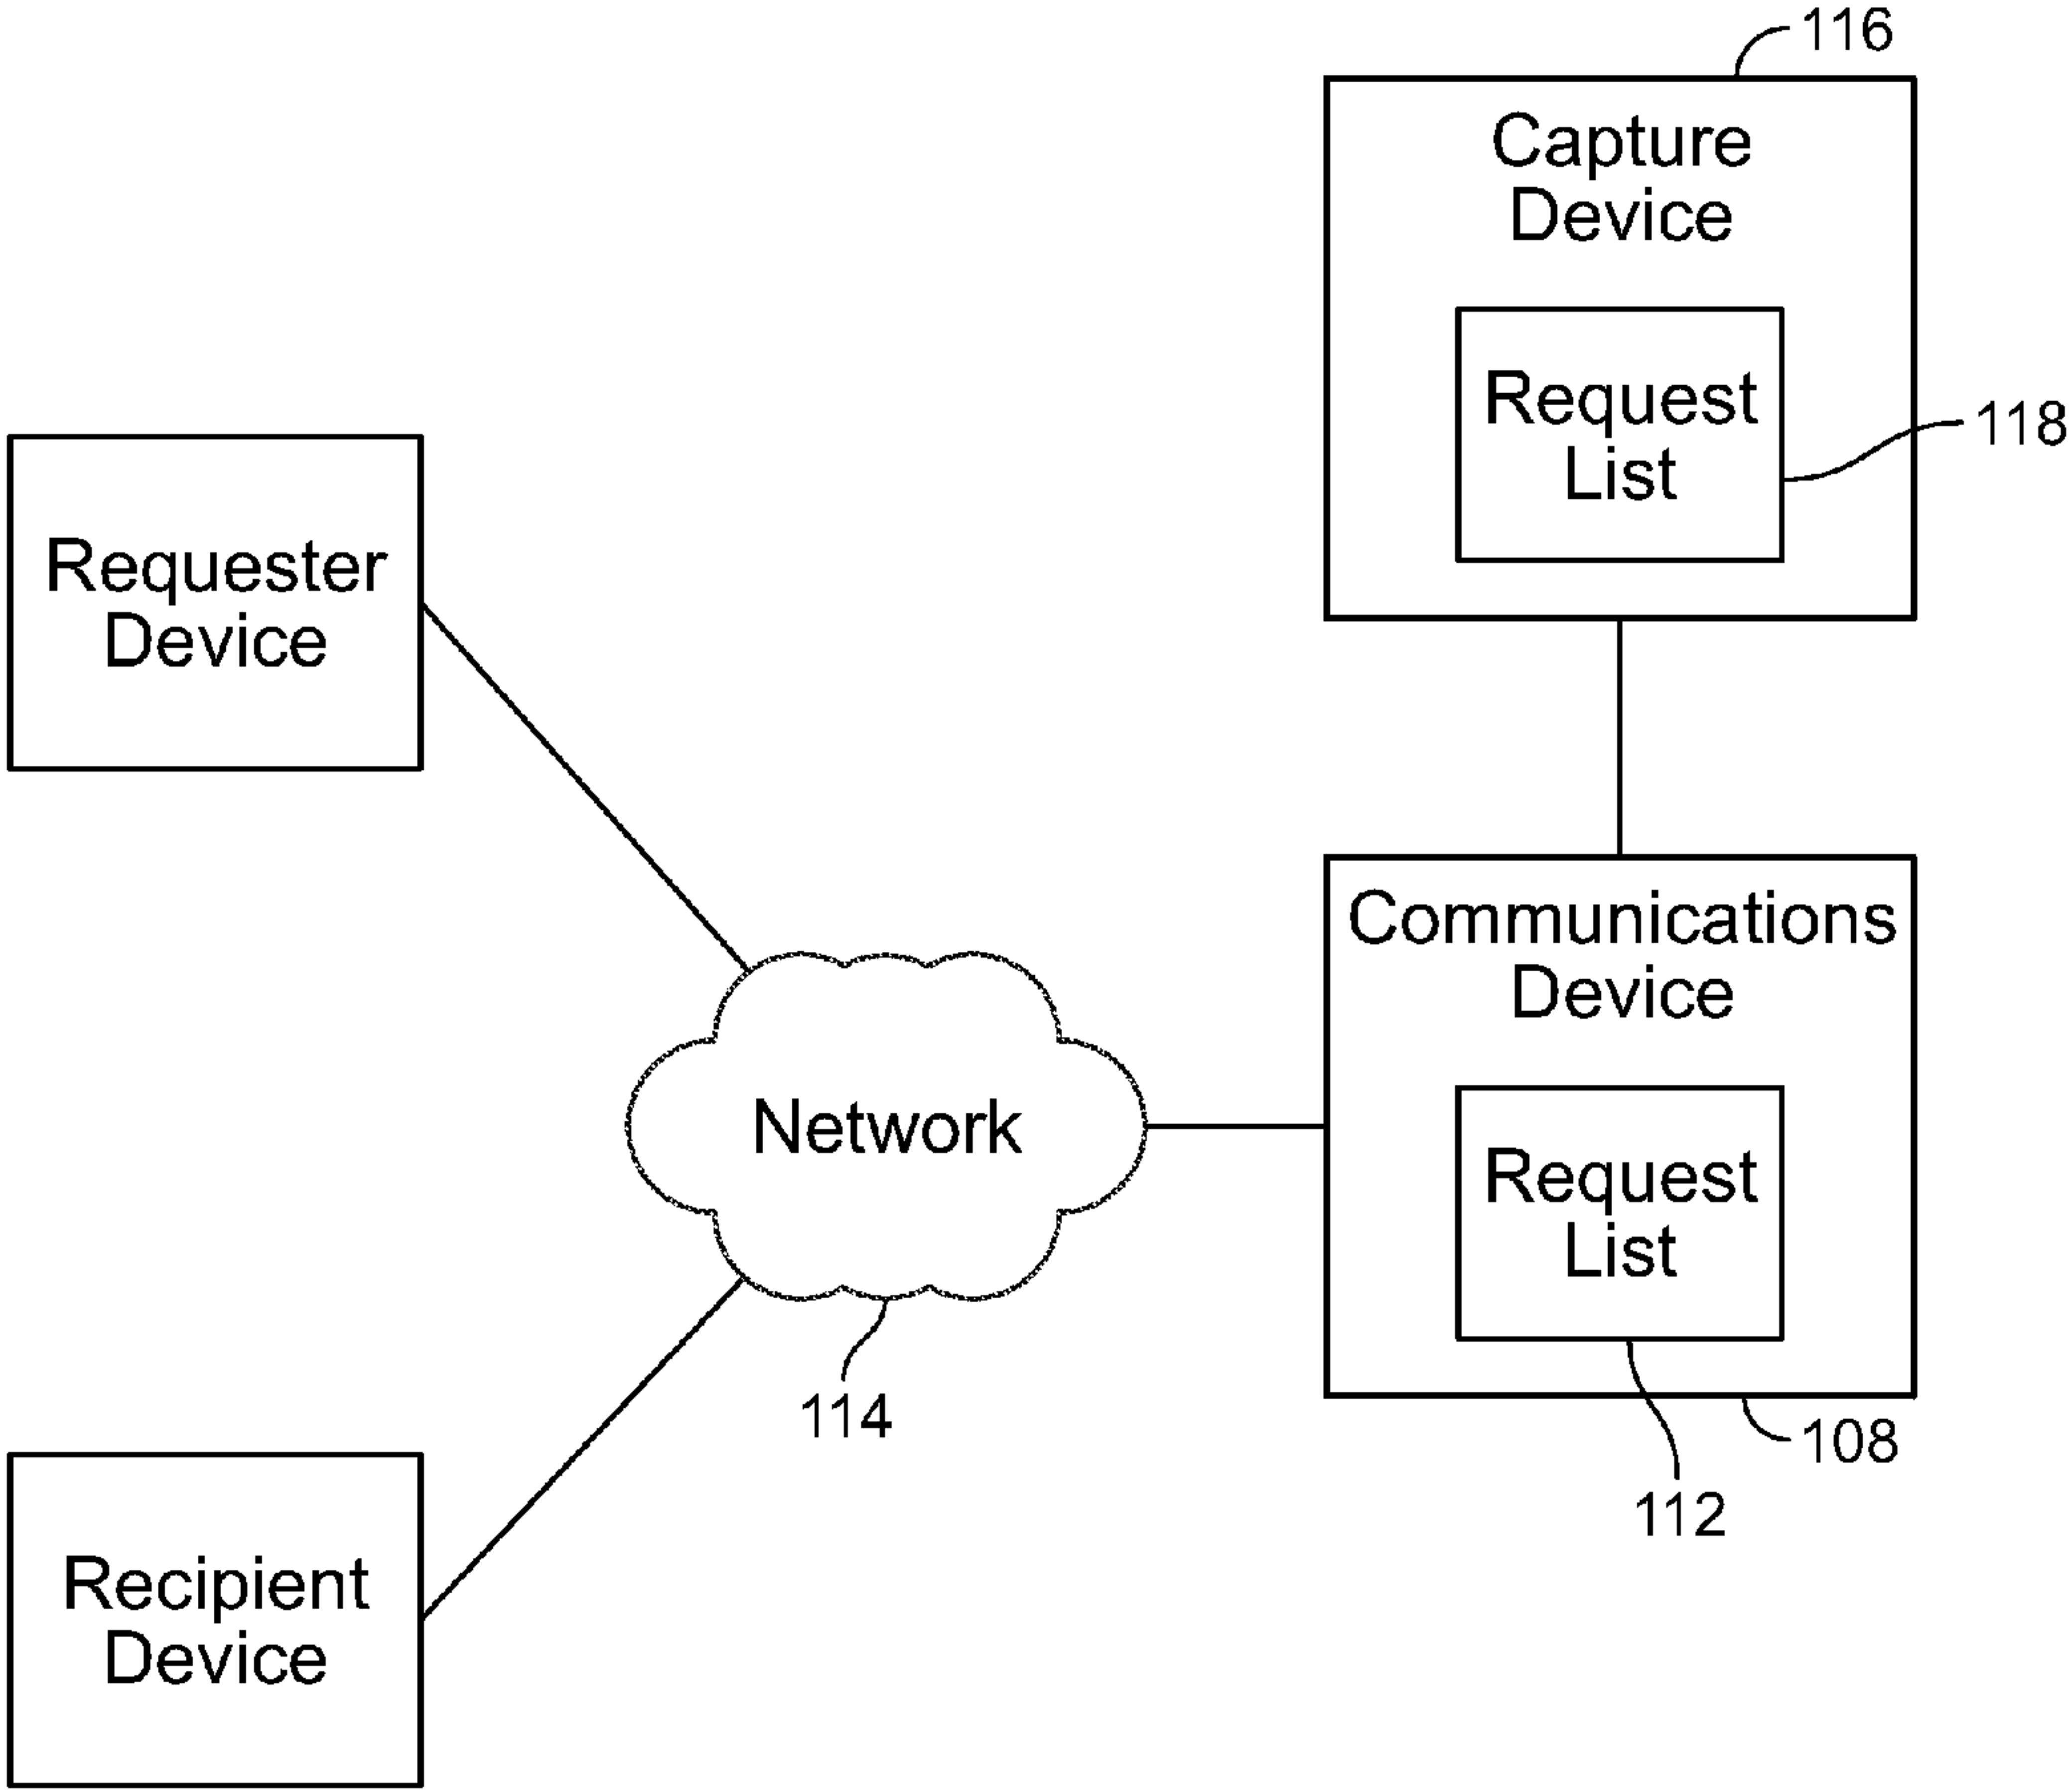 116
Capture
Device
Request
List
118
Requester
Device
Communications
Device
Network
Request
List
114
108
112
Recipient
Device